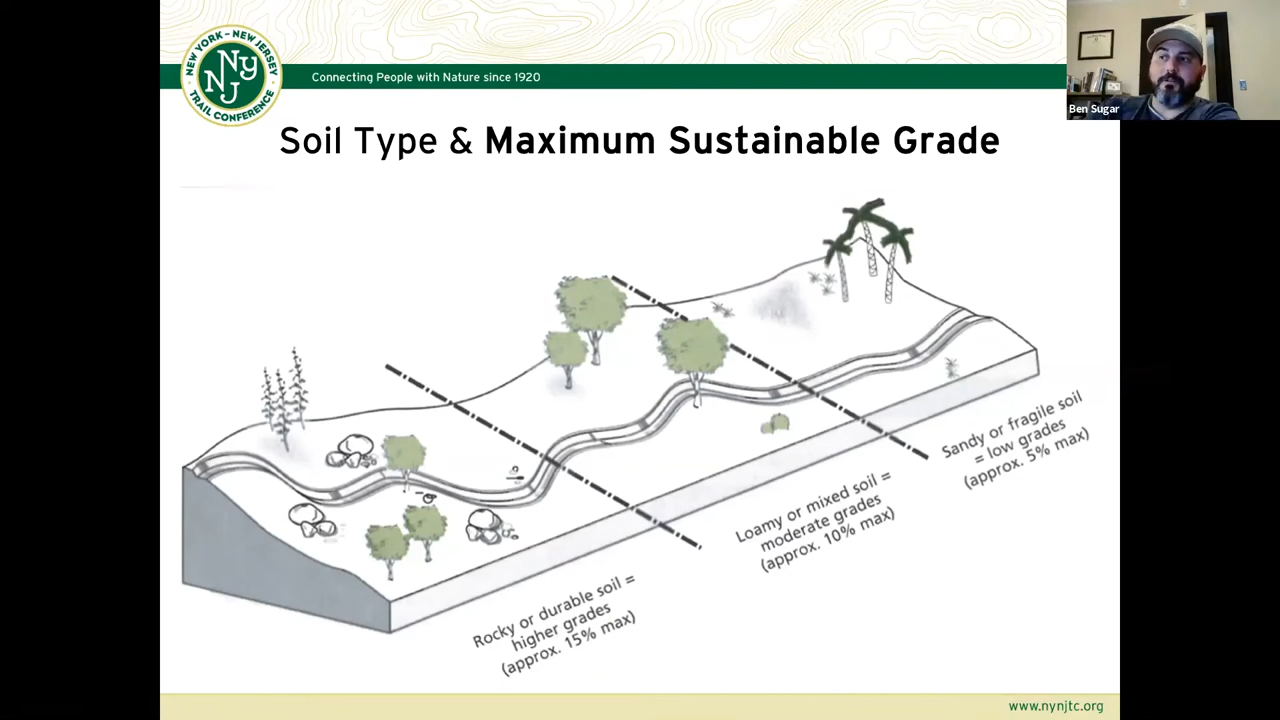 NEW YORK - NEW JERSEY
NY
NJ
TRAIL CONFERENCE
Connecting People with Nature since 1920
Ben Sugar
Soil Type & Maximum Sustainable Grade
Rocky or durable soil =
higher grades
(approx. 15% max)
Loamy or mixed soil =
moderate grades
(approx. 10% max)
Sandy or fragile soil
= low grades
(approx. 5% max)
www.nynjtc.org